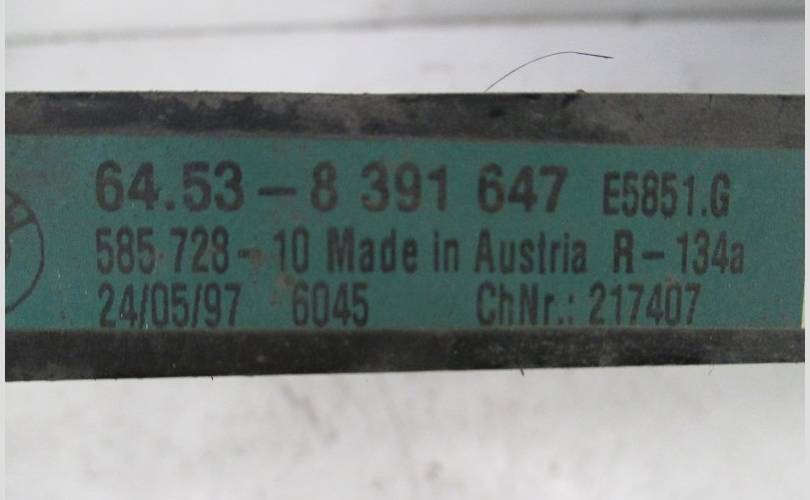 64.53-8 391 647 E5851.G
585 728-10 Made in Austria R-134a
24/05/97 6045 ChNr.: 217407